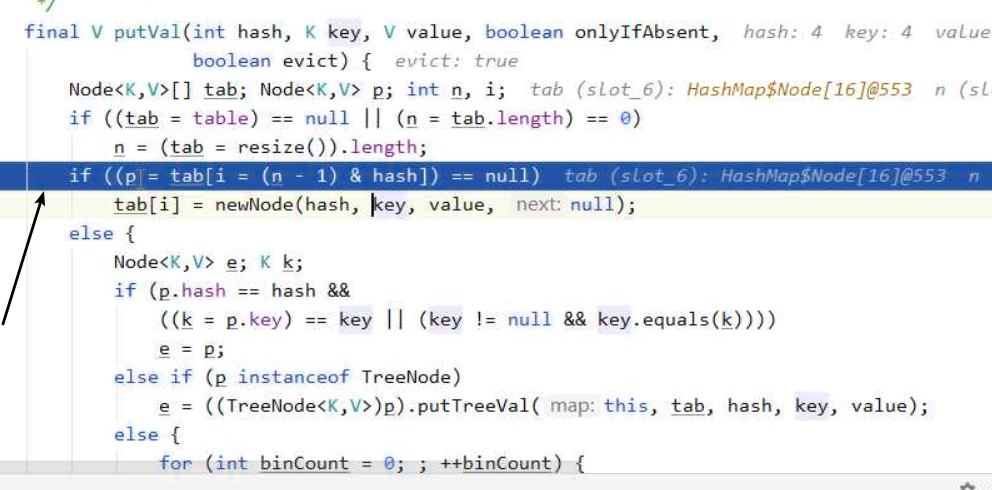 */
final V putVal(int hash, K key, V value, boolean onlyIfAbsent, hash: 4 key: 4 value
boolean evict) { evict: true
Node<K,V>[] tab; Node<K,V> p; int n, i; tab (slot_6): HashMap$Node[16]@553 n (sl
if ((tab = table) == null || (n = tab.length) == 0)
n = (tab = resize()).length;
if ((p = tab[i = (n - 1) & hash]) == null) tab (slot_6): HashMap$Node[16]@553 n
tab[i] = newNode(hash, key, value, next: null);
else {
Node<K,V> e; K k;
if (p.hash == hash &&
((k = p.key) == key || (key != null && key.equals(k))))
e = p;
else if (p instanceof TreeNode)
e = ((TreeNode<K,V>)p).putTreeVal( map: this, tab, hash, key, value);
else {
for (int binCount = 0; ; ++binCount) {